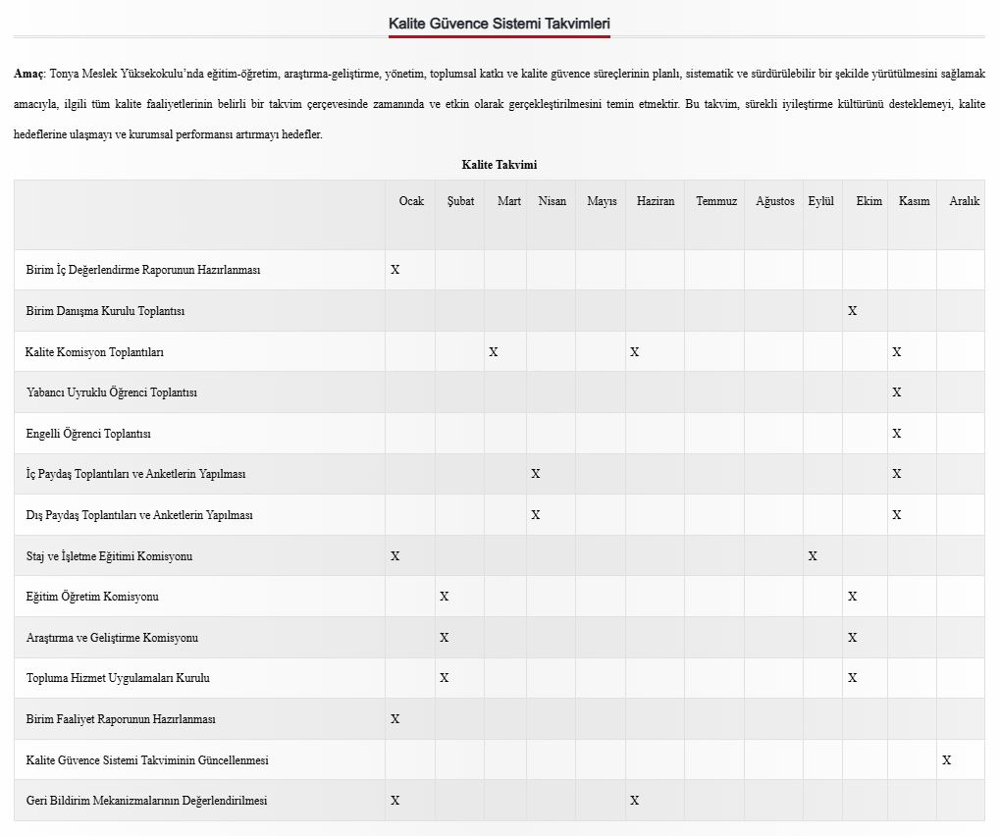 Kalite Güvence Sistemi Takvimleri
Amaç: Tonya Meslek Yüksekokulu’nda eğitim-öğretim, araştırma-geliştirme, yönetim, toplumsal katkı ve kalite güvence süreçlerinin planlı, sistematik ve sürdürülebilir bir şekilde yürütülmesini sağlamak
amacıyla, ilgili tüm kalite faaliyetlerinin belirli bir takvim çerçevesinde zamanında ve etkin olarak gerçekleştirilmesini temin etmektir. Bu takvim, sürekli iyileştirme kültürünü desteklemeyi, kalite
hedeflerine ulaşmayı ve kurumsal performansı artırmayı hedefler.
Kalite Takvimi
Ocak Şubat Mart Nisan Mayıs Haziran Temmuz Ağustos Eylül Ekim Kasım Aralık
Birim İç Değerlendirme Raporunun Hazırlanması X
Birim Danışma Kurulu Toplantısı X
Kalite Komisyon Toplantıları X X X
Yabancı Uyruklu Öğrenci Toplantısı X
Engelli Öğrenci Toplantısı X
İç Paydaş Toplantıları ve Anketlerin Yapılması X X
Dış Paydaş Toplantıları ve Anketlerin Yapılması X X
Staj ve İşletme Eğitimi Komisyonu X X
Eğitim Öğretim Komisyonu X X
Araştırma ve Geliştirme Komisyonu X X
Topluma Hizmet Uygulamaları Kurulu X X
Birim Faaliyet Raporunun Hazırlanması X
Kalite Güvence Sistemi Takviminin Güncellenmesi X
Geri Bildirim Mekanizmalarının Değerlendirilmesi X X